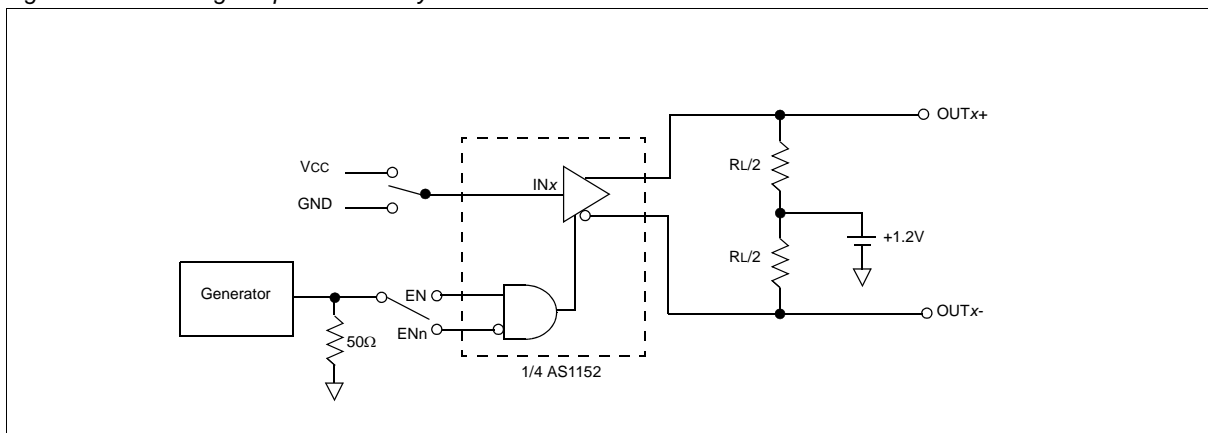 OUTx+
VCC
RL/2
INx
GND
+1.2V
RL/2
Generator
EN
ENn
OUTx-
50Ω
1/4 AS1152